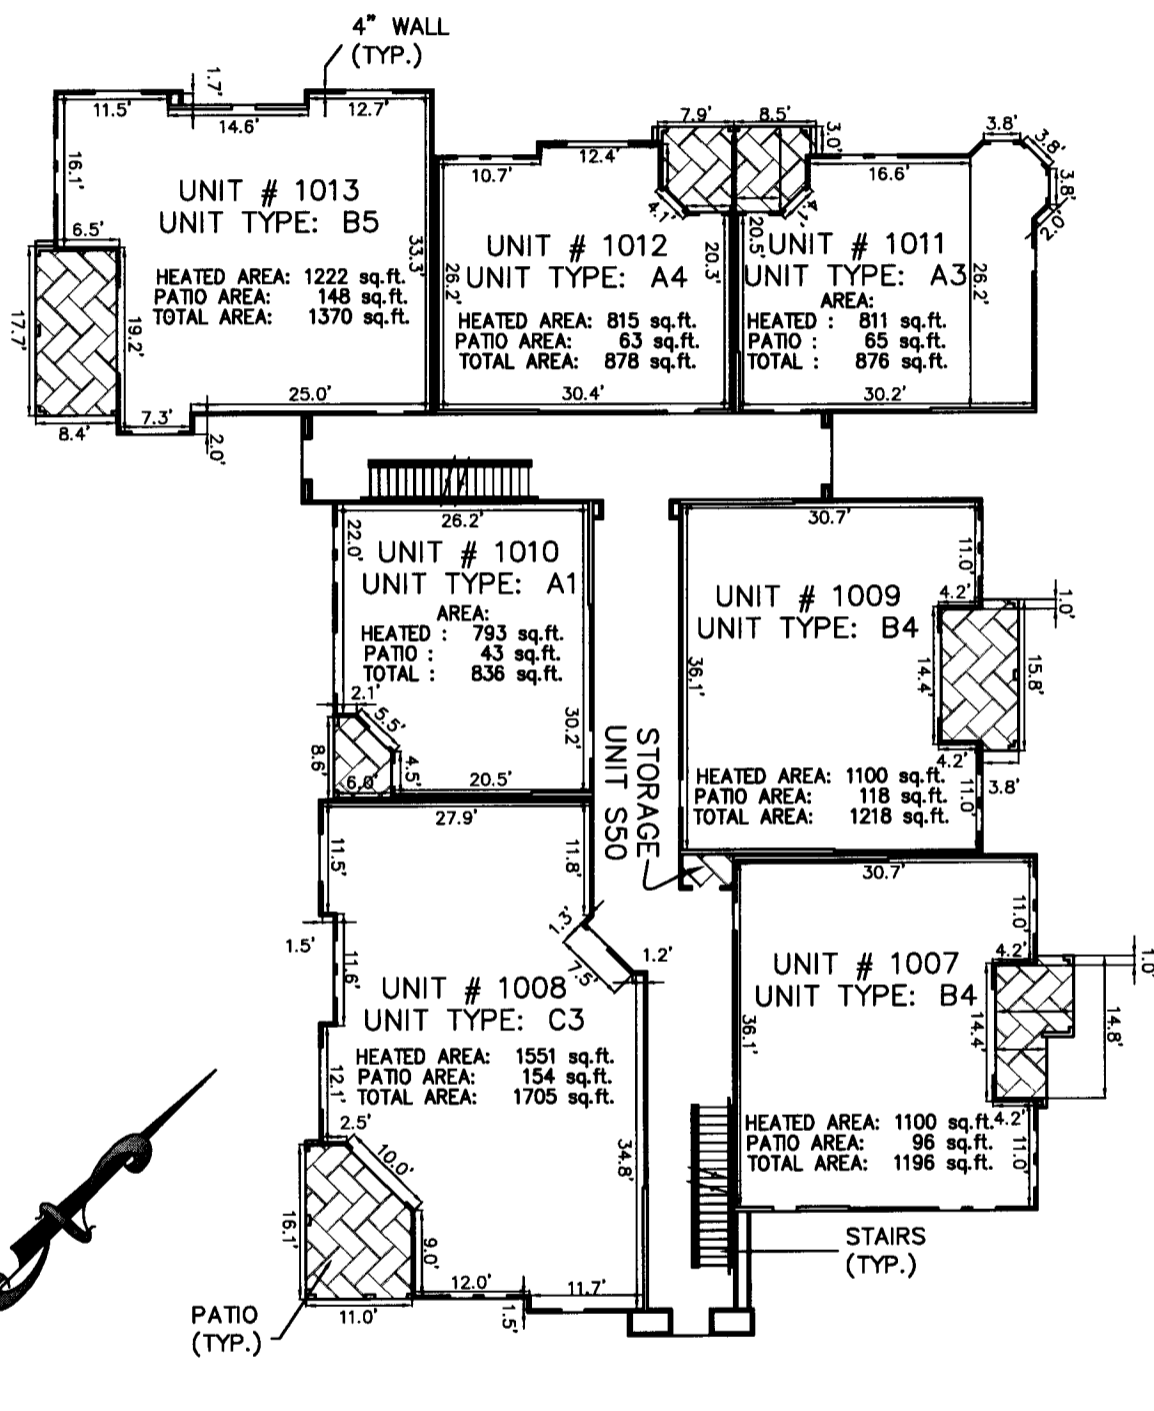 4" WALL
(TYP.)
1.7'
11.5'
14.6'
12.7'
16.1'
UNIT # 1013
UNIT TYPE: B5
6.5'
33.3'
HEATED AREA: 1222 sq.ft.
PATIO AREA: 148 sq.ft.
TOTAL AREA: 1370 sq.ft.
17.7'
19.2'
25.0'
7.3'
8.4'
2.0'
7.9'
8.5'
3.0'
12.4'
10.7'
4.1'
UNIT # 1012
UNIT TYPE: A4
26.2'
20.3'
HEATED AREA: 815 sq.ft.
PATIO AREA: 63 sq.ft.
TOTAL AREA: 878 sq.ft.
30.4'
3.8'
3.8'
3.8'
2.0'
16.6'
4.1'
20.5'
UNIT # 1011
UNIT TYPE: A3
26.2'
AREA:
HEATED : 811 sq.ft.
PATIO : 65 sq.ft.
TOTAL : 876 sq.ft.
30.2'
26.2'
22.0'
UNIT # 1010
UNIT TYPE: A1
AREA:
HEATED : 793 sq.ft.
PATIO : 43 sq.ft.
TOTAL : 836 sq.ft.
2.1'
5.5'
30.2'
8.6'
4.5'
6.0'
20.5'
30.7'
11.0'
UNIT # 1009
UNIT TYPE: B4
4.2'
1.0'
36.1'
14.4'
15.8'
4.2'
3.8'
11.0'
HEATED AREA: 1100 sq.ft.
PATIO AREA: 118 sq.ft.
TOTAL AREA: 1218 sq.ft.
STORAGE
UNIT S50
27.9'
11.5'
11.8'
1.3'
7.5'
1.2'
1.5'
11.6'
UNIT # 1008
UNIT TYPE: C3
HEATED AREA: 1551 sq.ft.
PATIO AREA: 154 sq.ft.
TOTAL AREA: 1705 sq.ft.
12.1'
2.5'
10.0'
34.8'
16.1'
9.0'
12.0'
11.7'
11.0'
1.5'
PATIO
(TYP.)
30.7'
11.0'
UNIT # 1007
UNIT TYPE: B4
4.2'
1.0'
36.1'
14.4'
14.8'
4.2'
11.0'
HEATED AREA: 1100 sq.ft.
PATIO AREA: 96 sq.ft.
TOTAL AREA: 1196 sq.ft.
STAIRS
(TYP.)